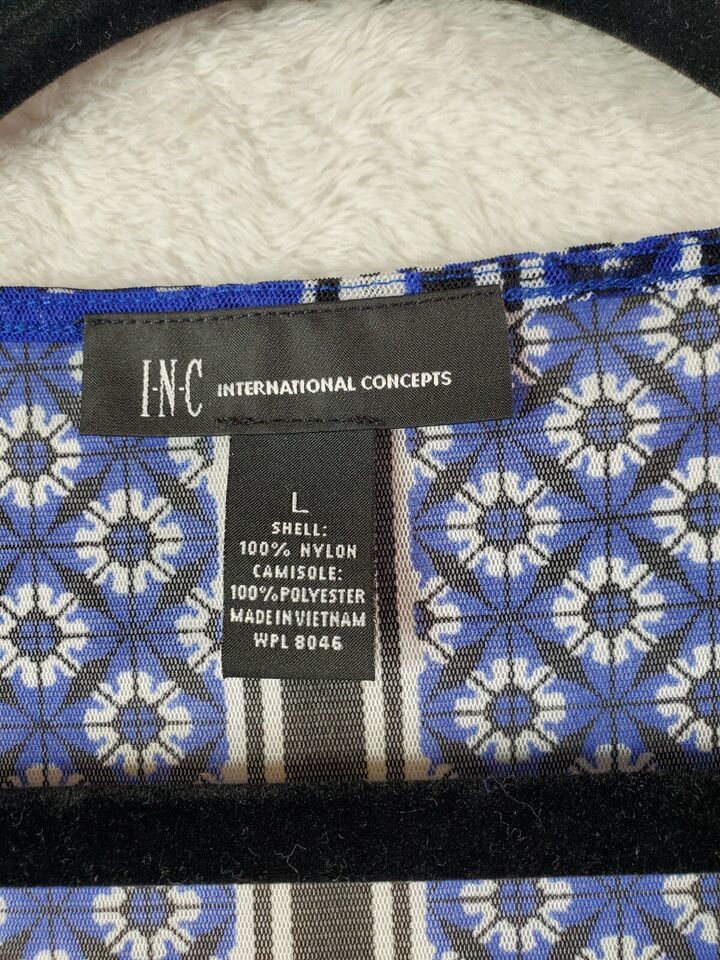 I·N·C INTERNATIONAL CONCEPTS
L
SHELL:
100% NYLON
CAMISOLE:
100% POLYESTER
MADE IN VIETNAM
WPL 8046